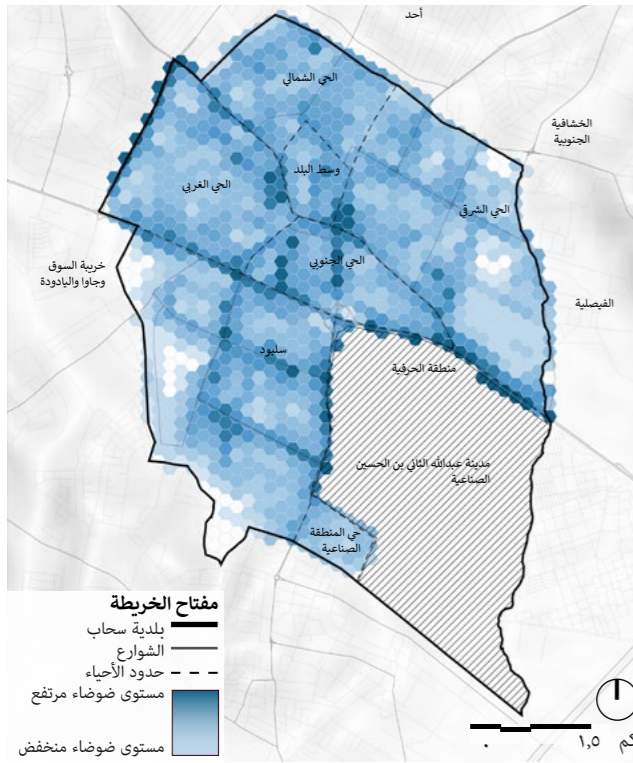 أحد
الحي الشمالي
الخشافية
الجنوبية
وسط البلد
الحي الغربي
الحي الشرقي
الحي الجنوبي
خريبة السوق
وجاوا واليادودة
الفيصلية
سلبود
منطقة الحرفية
مدينة عبدالله الثاني بن الحسين
الصناعية
حي المنطقة
الصناعية
مفتاح الخريطة
بلدية سحاب
الشوارع
حدود الأحياء
مستوى ضوضاء مرتفع
مستوى ضوضاء منخفض
٠ ١,٥ كم